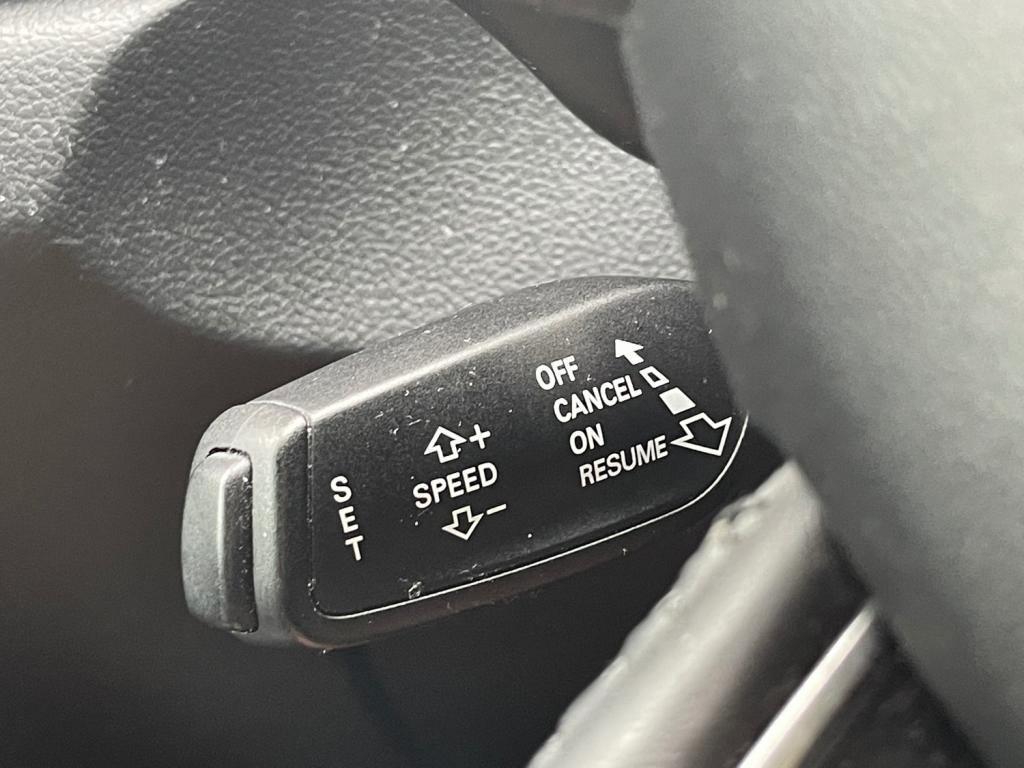 SET
+
SPEED
-
OFF
CANCEL
ON
RESUME